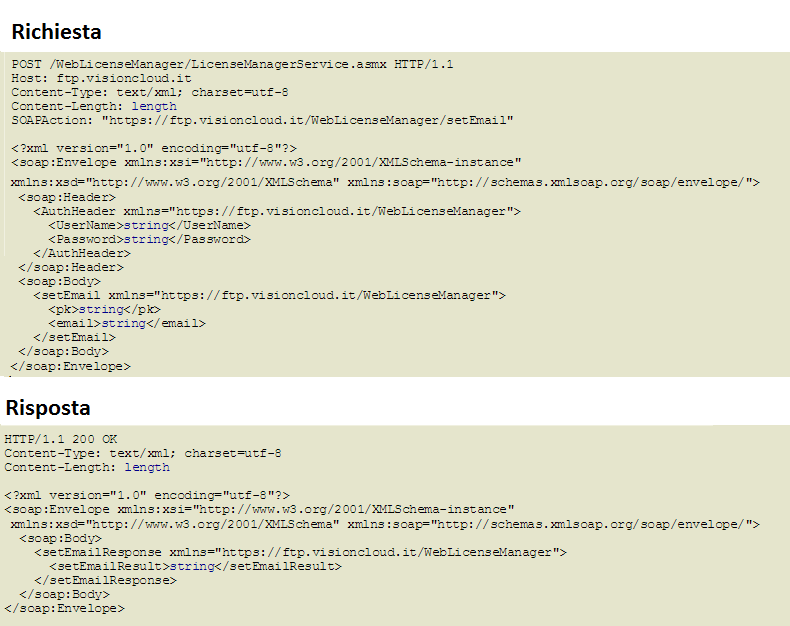 Richiesta
POST /WebLicenseManager/LicenseManagerService.asmx HTTP/1.1
Host: ftp.visioncloud.it
Content-Type: text/xml; charset=utf-8
Content-Length: length
SOAPAction: "https://ftp.visioncloud.it/WebLicenseManager/setEmail"
<?xml version="1.0" encoding="utf-8"?>
<soap:Envelope xmlns:xsi="http://www.w3.org/2001/XMLSchema-instance"
xmlns:xsd="http://www.w3.org/2001/XMLSchema" xmlns:soap="http://schemas.xmlsoap.org/soap/envelope/">
<soap:Header>
<AuthHeader xmlns="https://ftp.visioncloud.it/WebLicenseManager">
<UserName>string</UserName>
<Password>string</Password>
</AuthHeader>
</soap:Header>
<soap:Body>
<setEmail xmlns="https://ftp.visioncloud.it/WebLicenseManager">
<pk>string</pk>
<email>string</email>
</setEmail>
</soap:Body>
</soap:Envelope>
Risposta
HTTP/1.1 200 OK
Content-Type: text/xml; charset=utf-8
Content-Length: length
<?xml version="1.0" encoding="utf-8"?>
<soap:Envelope xmlns:xsi="http://www.w3.org/2001/XMLSchema-instance"
xmlns:xsd="http://www.w3.org/2001/XMLSchema" xmlns:soap="http://schemas.xmlsoap.org/soap/envelope/">
<soap:Body>
<setEmailResponse xmlns="https://ftp.visioncloud.it/WebLicenseManager">
<setEmailResult>string</setEmailResult>
</setEmailResponse>
</soap:Body>
</soap:Envelope>